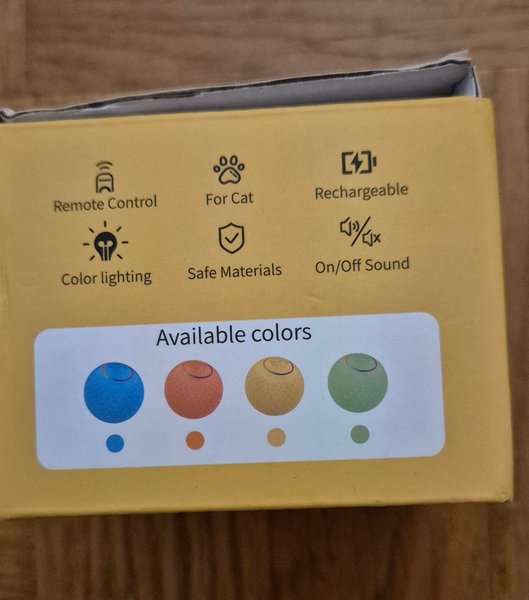 Remote Control
For Cat
Rechargeable
Color lighting
Safe Materials
On/Off Sound
Available colors